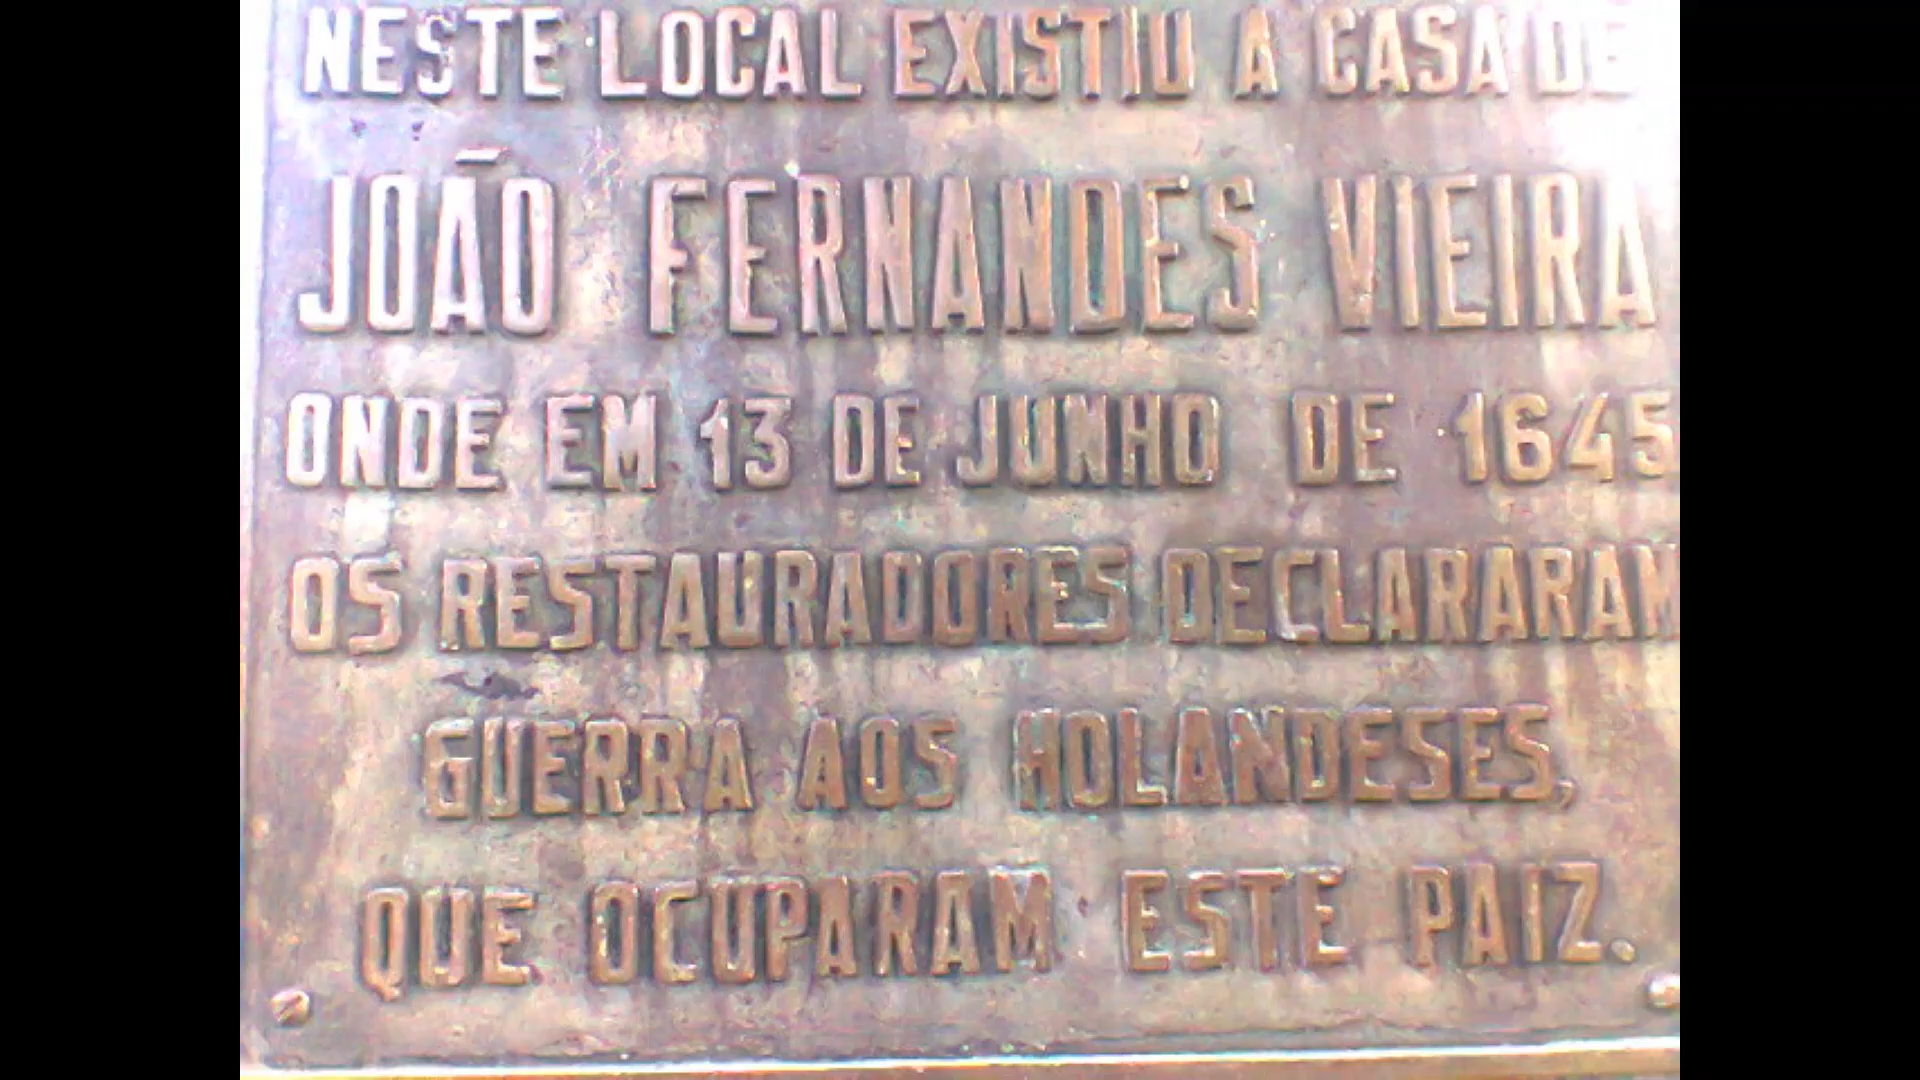 NESTE LOCAL EXISTIU A CASA DE
JOÃO FERNANDES VIEIRA
ONDE EM 13 DE JUNHO DE 1645
OS RESTAURADORES DECLARARAM
GUERRA AOS HOLANDESES,
QUE OCUPARAM ESTE PAIZ.